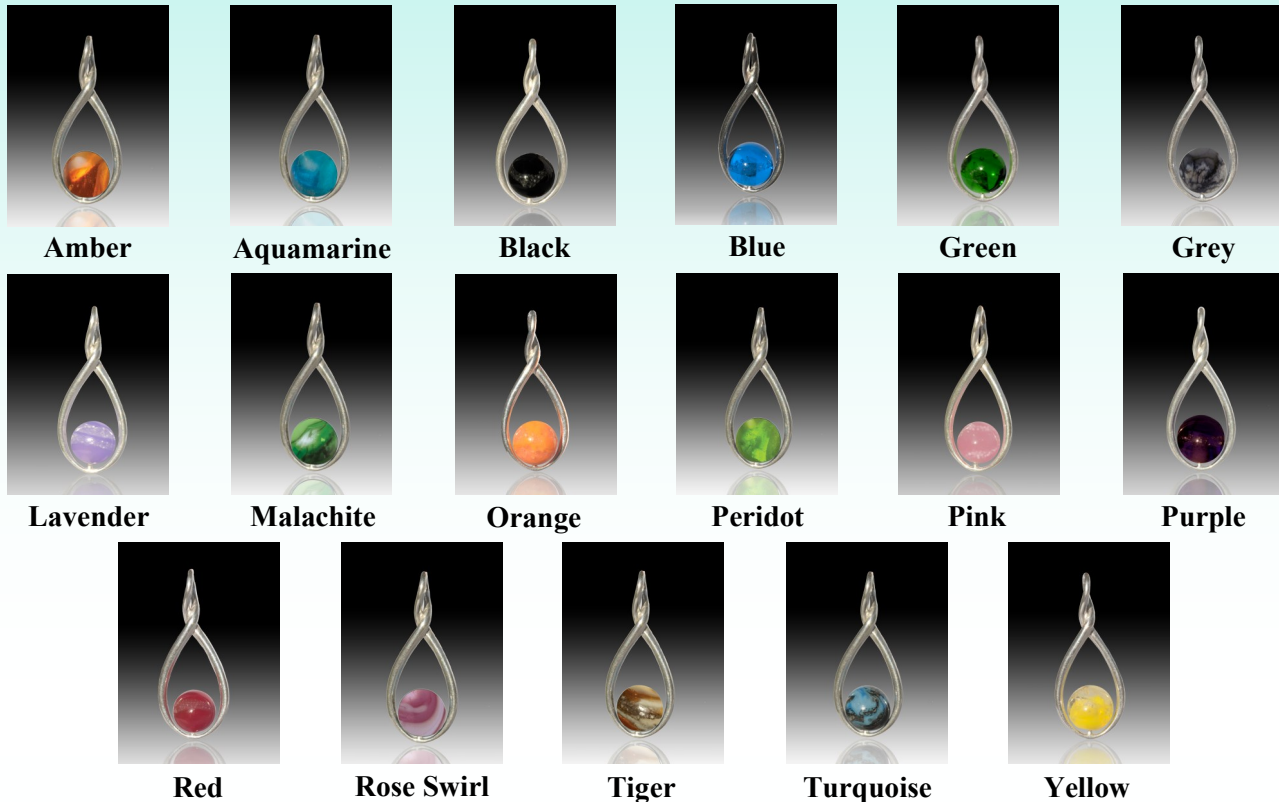 Amber Aquamarine Black Blue Green Grey
Lavender Malachite Orange Peridot Pink Purple
Red Rose Swirl Tiger Turquoise Yellow